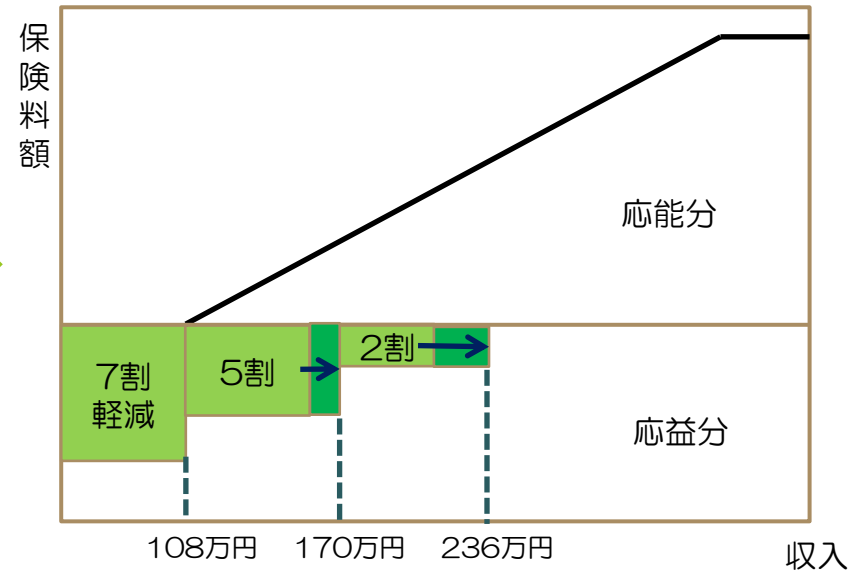 保険料額
応能分
7割
軽減
5割
2割
応益分
108万円
170万円
236万円
収入